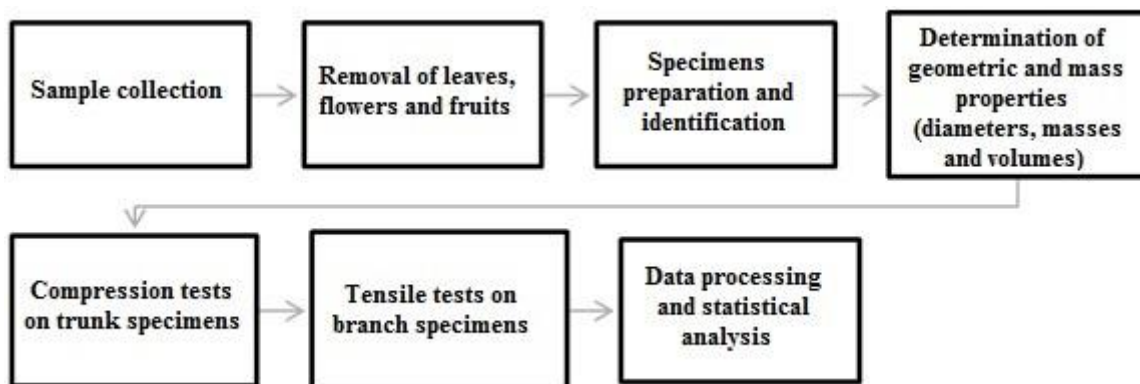 Sample collection
Removal of leaves,
flowers and fruits
Specimens
preparation and
identification
Determination of
geometric and mass
properties
(diameters, masses
and volumes)
Compression tests
on trunk specimens
Tensile tests on
branch specimens
Data processing
and statistical
analysis